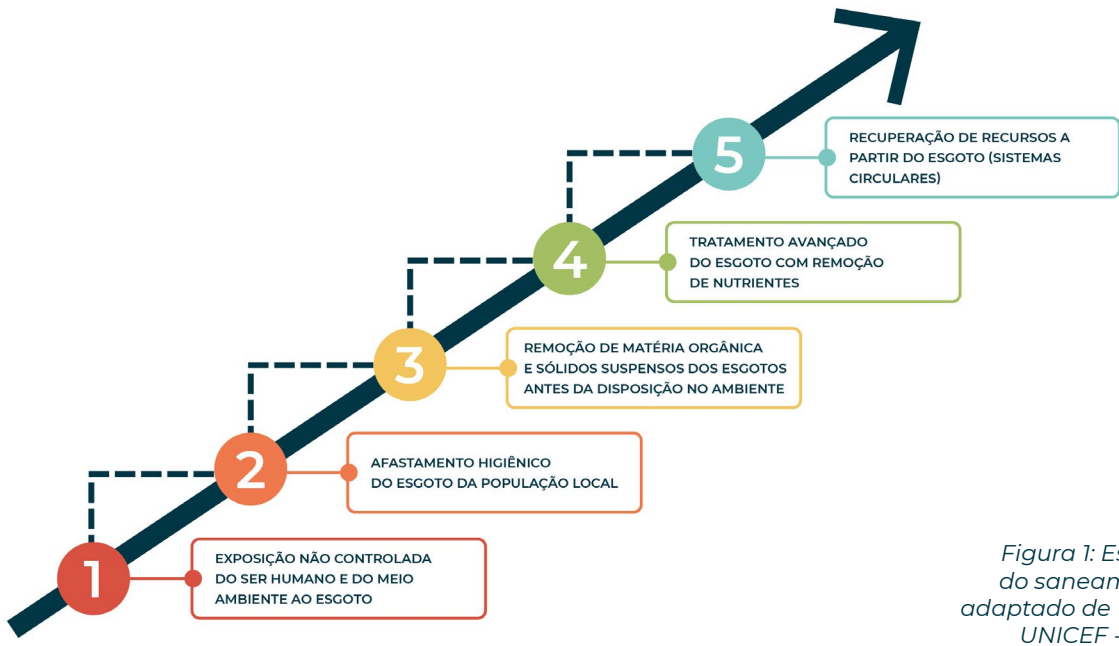 5
RECUPERAÇÃO DE RECURSOS A
PARTIR DO ESGOTO (SISTEMAS
CIRCULARES)
4
TRATAMENTO AVANÇADO
DO ESGOTO COM REMOÇÃO
DE NUTRIENTES
3
REMOÇÃO DE MATÉRIA ORGÂNICA
E SÓLIDOS SUSPENSOS DOS ESGOTOS
ANTES DA DISPOSIÇÃO NO AMBIENTE
2
AFASTAMENTO HIGIÊNICO
DO ESGOTO DA POPULAÇÃO LOCAL
1
EXPOSIÇÃO NÃO CONTROLADA
DO SER HUMANO E DO MEIO
AMBIENTE AO ESGOTO
Figura 1:
do
adaptado de
UNICEF -